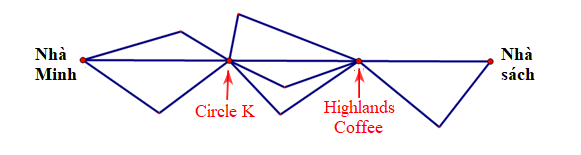 Nhà
Minh
Circle K
Highlands
Coffee
Nhà
sách